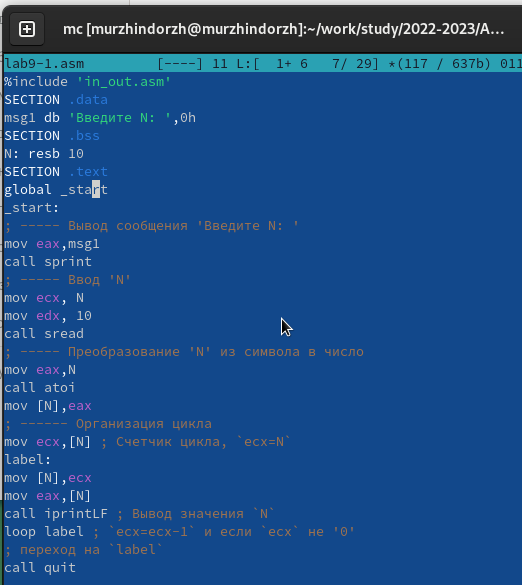 mc [murzhindorzh@murzhindorzh]:~/work/study/2022-2023/А...
lab9-1.asm [----] 11 L:[ 1+ 6 7/ 29] *(117 / 637b) 011
%include 'in_out.asm'
SECTION .data
msg1 db 'Введите N: ',0h
SECTION .bss
N: resb 10
SECTION .text
global _start
_start:
; ----- Вывод сообщения 'Введите N: '
mov eax,msg1
call sprint
; ----- Ввод 'N'
mov ecx, N
mov edx, 10
call sread
; ----- Преобразование 'N' из символа в число
mov eax,N
call atoi
mov [N],eax
; ------ Организация цикла
mov ecx,[N] ; Счетчик цикла, `ecx=N`
label:
mov [N],ecx
mov eax,[N]
call iprintLF ; Вывод значения `N`
loop label ; `ecx=ecx-1` и если `ecx` не '0'
; переход на `label`
call quit